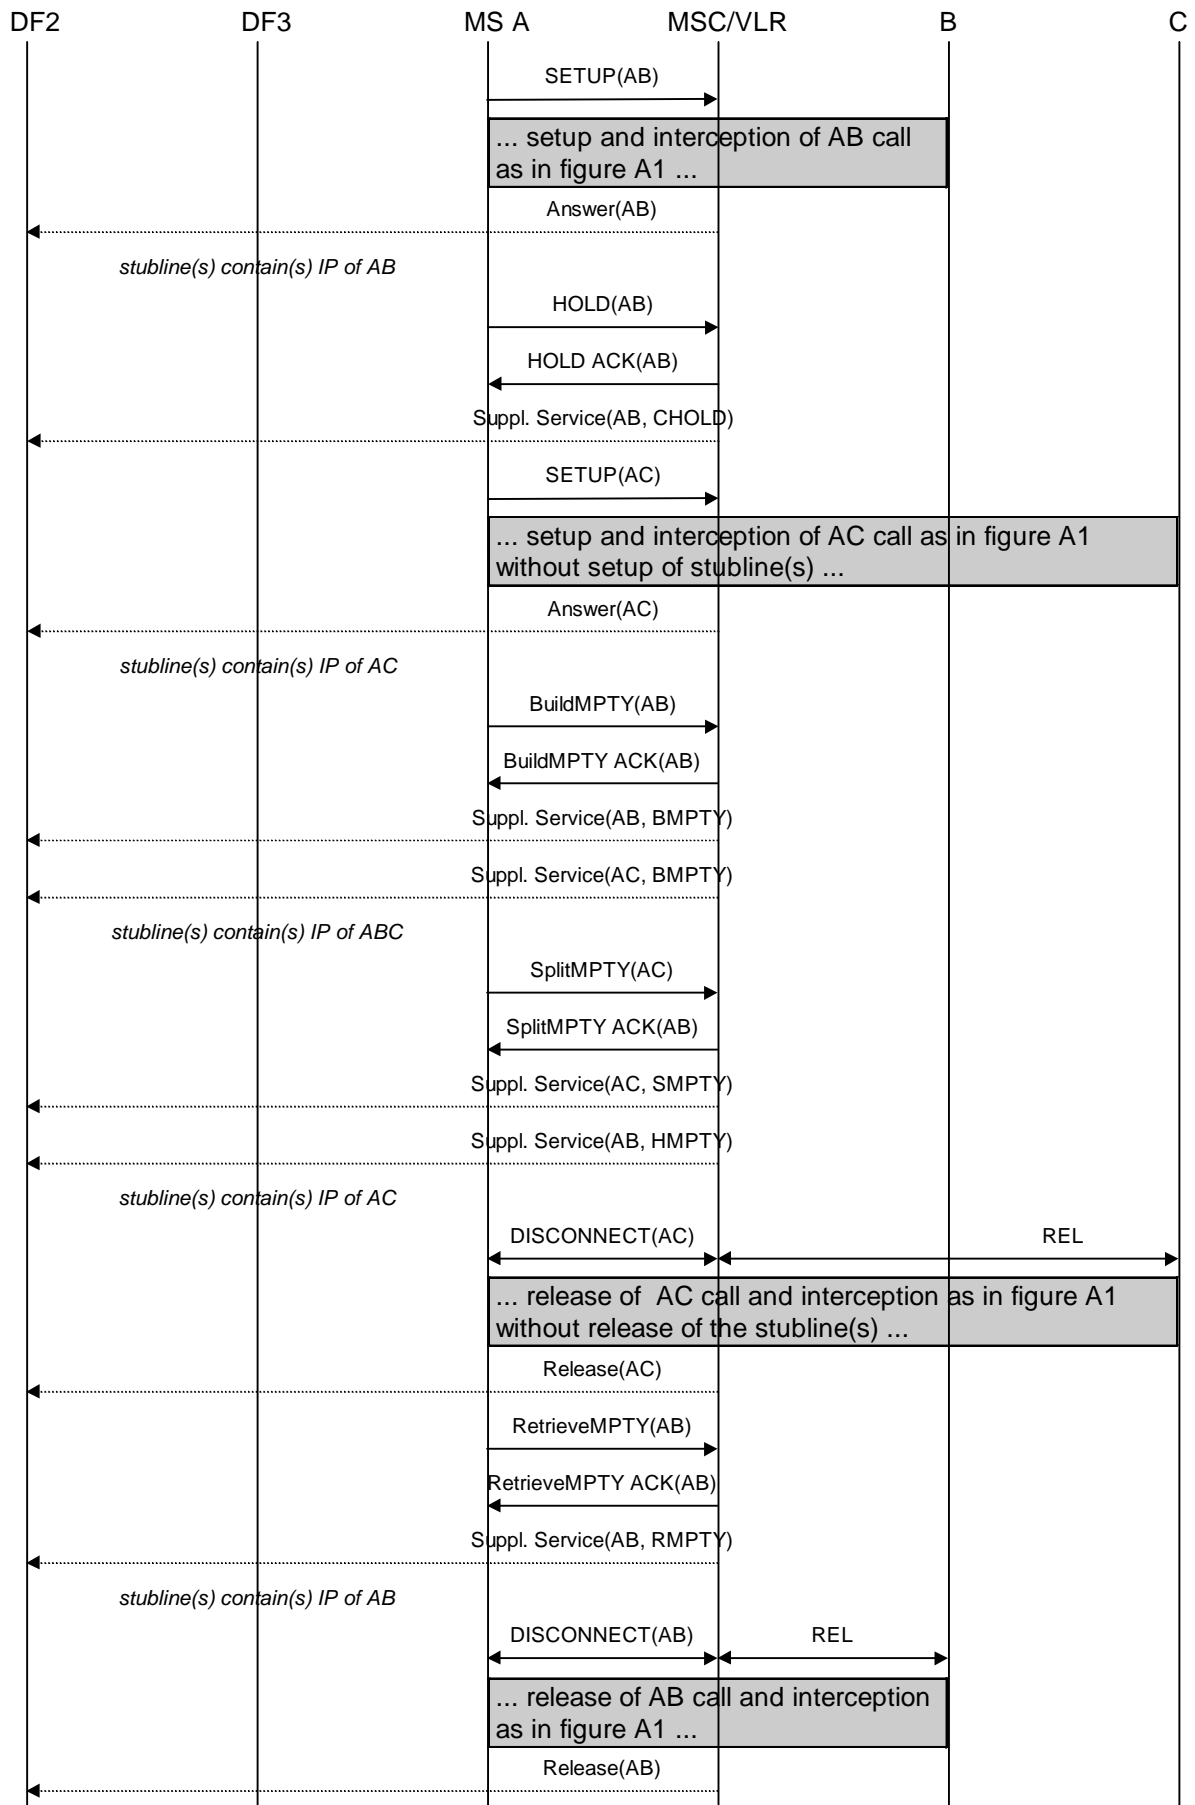 DF2 DF3 MS A MSC/VLR B C
SETUP(AB)
... setup and interception of AB call
as in figure A1 ...
Answer(AB)
stubline(s) contain(s) IP of AB
HOLD(AB)
HOLD ACK(AB)
Suppl. Service(AB, CHOLD)
SETUP(AC)
... setup and interception of AC call as in figure A1
without setup of stubline(s) ...
Answer(AC)
stubline(s) contain(s) IP of AC
BuildMPTY(AB)
BuildMPTY ACK(AB)
Suppl. Service(AB, BMPTY)
Suppl. Service(AC, BMPTY)
stubline(s) contain(s) IP of ABC
SplitMPTY(AC)
SplitMPTY ACK(AB)
Suppl. Service(AC, SMPTY)
Suppl. Service(AB, HMPTY)
stubline(s) contain(s) IP of AC
DISCONNECT(AC) REL
... release of  AC call and interception as in figure A1
without release of the stubline(s) ...
Release(AC)
RetrieveMPTY(AB)
RetrieveMPTY ACK(AB)
Suppl. Service(AB, RMPTY)
stubline(s) contain(s) IP of AB
DISCONNECT(AB) REL
... release of AB call and interception
as in figure A1 ...
Release(AB)